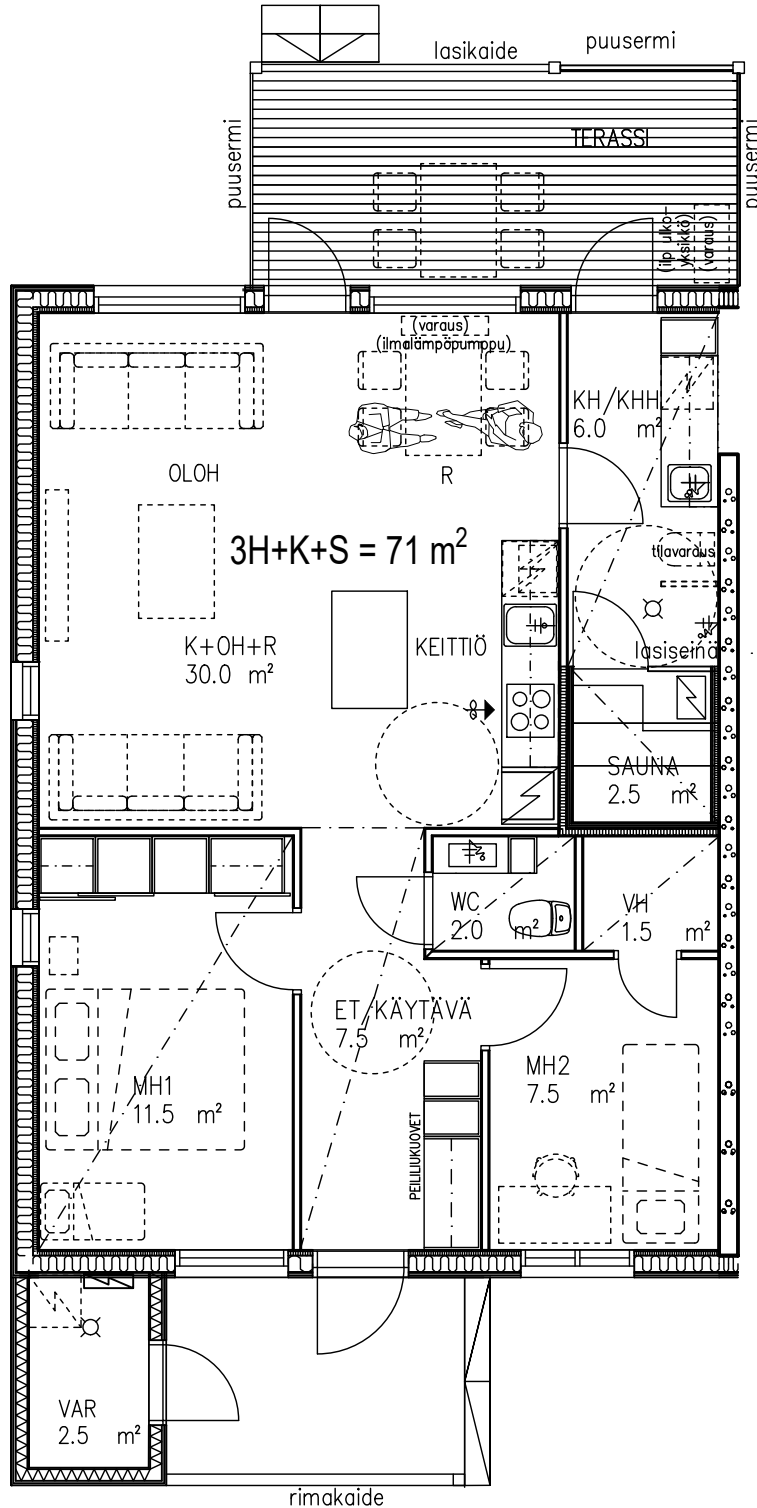 lasikaide
puusermi
puusermi
TERASSI
puusermi
(ilp ulko-
yksikkö)
(varaus)
(varaus)
(ilmalämpöpumppu)
KH/KHH
6.0 m²
OLOH
R
3H+K+S = 71 m²
tilavaraus
K+OH+R
30.0 m²
KEITTIÖ
lasiseinä
SAUNA
2.5 m²
WC
2.0 m²
VH
1.5 m²
ET/KÄYTÄVÄ
7.5 m²
MH1
11.5 m²
MH2
7.5 m²
PEILILIUKUOVET
VAR
2.5 m²
rimakaide